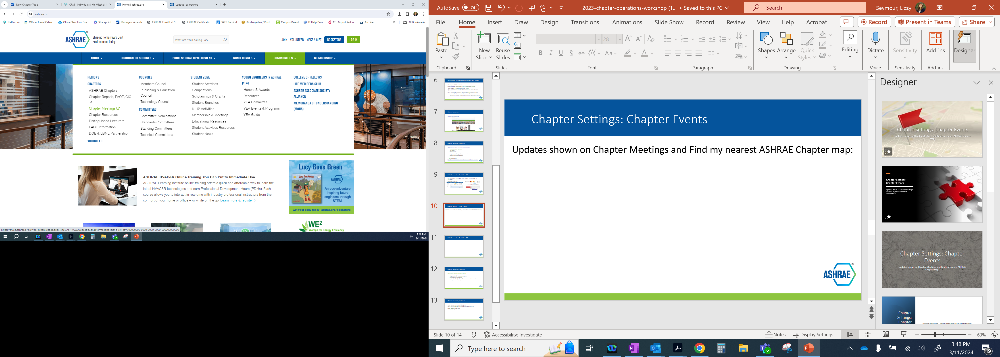 New Chapter Tools
CRM | Individuals | Mr Mitchell
Home | ashrae.org
Logout | ashrae.org
ashrae.org
NetForum
Officer Travel Calen...
Olivia Class Link Dre...
Sharepoint
Managers Agenda
ASHRAE Email List S...
ASHRAE Certificatio...
SPES Remind
Kindergarten / Kind...
Campus Parent
IT Help Desk
ATL Airport Parking
Archiver
»
All Bookmarks
ASHRAE
Shaping Tomorrow's Built
Environment Today
What Are You Looking For?
JOIN VOLUNTEER MAKE A GIFT BOOKSTORE LOG IN
ABOUT TECHNICAL RESOURCES PROFESSIONAL DEVELOPMENT CONFERENCES COMMUNITIES MEMBERSHIP
REGIONS
CHAPTERS
ASHRAE Chapters
Chapter Reports, PAOE, CIO
Chapter Meetings
Chapter Resources
Distinguished Lecturers
PAOE Information
DOE & LBNL Partnership
VOLUNTEER
COUNCILS
Members Council
Publishing & Education
Council
Technology Council
COMMITTEES
Committee Nominations
Standards Committees
Standing Committees
Technical Committees
STUDENT ZONE
Student Activities
Competitions
Scholarships & Grants
Student Branches
K–12 Activities
Membership & Meetings
Educational Resources
Student Activities Resources
Student News
YOUNG ENGINEERS IN ASHRAE
(YEA)
Honors & Awards
Resources
YEA Committee
YEA Events & Programs
YEA Guide
COLLEGE OF FELLOWS
LIFE MEMBERS CLUB
ASHRAE ASSOCIATE SOCIETY
ALLIANCE
MEMORANDA OF UNDERSTANDING
(MOUS)
ASHRAE HVAC&R Online Training You Can Put to Immediate Use
ASHRAE Learning Institute online training offers a quick and affordable way to learn the
latest HVAC&R technologies and earn Professional Development Hours (PDHs). Each
course allows you to interact in real-time with industry professional instructors from the
comfort of your home or office – or while on the go. Learn more & register >
Lucy Goes Green
Lucy Goes Green
ASHRAE
An eco-adventure
inspiring future
engineers through
STEM.
Get your copy today! ashrae.org/bookstore
WE2
Women for Energy Efficiency
https://eweb.ashrae.org/eweb/dynamicpage.aspx?site=ASHRAE&webcode=chaptermeetings&chp_cst_key=00000000-0000-0000-0000-000000000000
3:48 PM
3/11/2024
AutoSave Off
2023-chapter-operations-workshop (1... • Saved to this PC
Search
Seymour, Lizzy
File Home Insert Draw Design Transitions Animations Slide Show Record Review View Help Acrobat
Record
Present in Teams
Share
Paste
New
Slide
Reuse
Slides
28
B I U S ab AV Aa A
Shapes
Arrange
Quick
Styles
Editing
Dictate
Sensitivity
Add-ins
Designer
Clipboard
Slides
Font
Paragraph
Drawing
Voice
Sensitivity
Add-ins
6
7
8
9
10
11
12
13
Chapter Settings: Chapter Events
Updates shown on Chapter Meetings and Find my nearest ASHRAE Chapter map:
ASHRAE
Designer
Chapter Settings: Chapter Events
Updates shown on Chapter Meetings and Find my nearest ASHRAE Chapter
map:
Chapter Settings:
Chapter Events
Updates shown on Chapter Meetings
and Find my nearest ASHRAE
Chapter map:
Chapter Settings: Chapter
Events
Updates shown on Chapter Meetings and Find my nearest ASHRAE
Chapter map:
Chapter
Settings:
Chapter
Slide 10 of 14
Accessibility: Investigate
Notes
Display Settings
63%
Type here to search
3:48 PM
3/11/2024
19